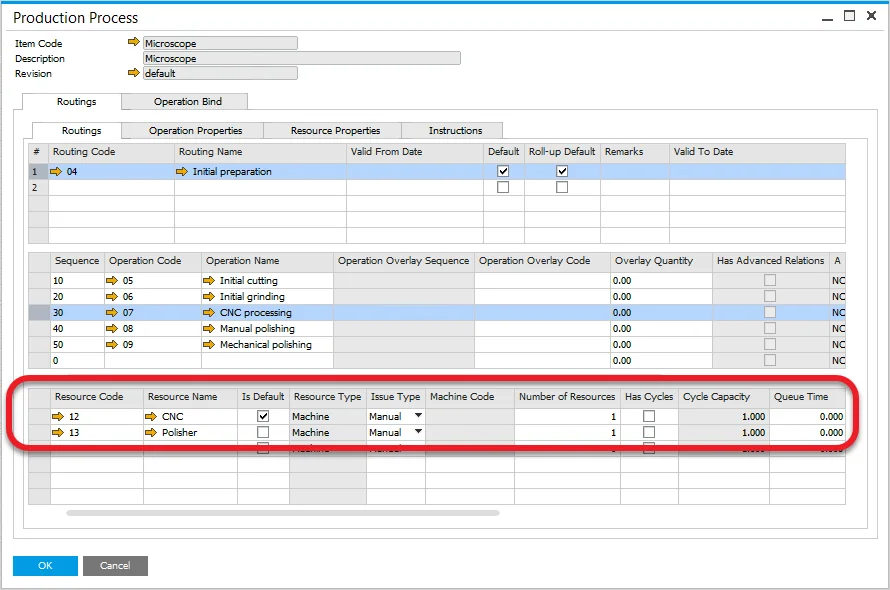 Production Process
Item Code Microscope
Description Microscope
Revision default
Routings Operation Bind
Routings Operation Properties Resource Properties Instructions
# Routing Code Routing Name Valid From Date Default Roll-up Default Remarks Valid To Date
1 04 Initial preparation
2
Sequence Operation Code Operation Name Operation Overlay Sequence Operation Overlay Code Overlay Quantity Has Advanced Relations A
10 05 Initial cutting 0.00 NC
20 06 Initial grinding 0.00 NC
30 07 CNC processing 0.00 NC
40 08 Manual polishing 0.00 NC
50 09 Mechanical polishing 0.00 NC
0 0.00 NC
Resource Code Resource Name Is Default Resource Type Issue Type Machine Code Number of Resources Has Cycles Cycle Capacity Queue Time
12 CNC Machine Manual 1 1.000 0.000
13 Polisher Machine Manual 1 1.000 0.000
OK Cancel